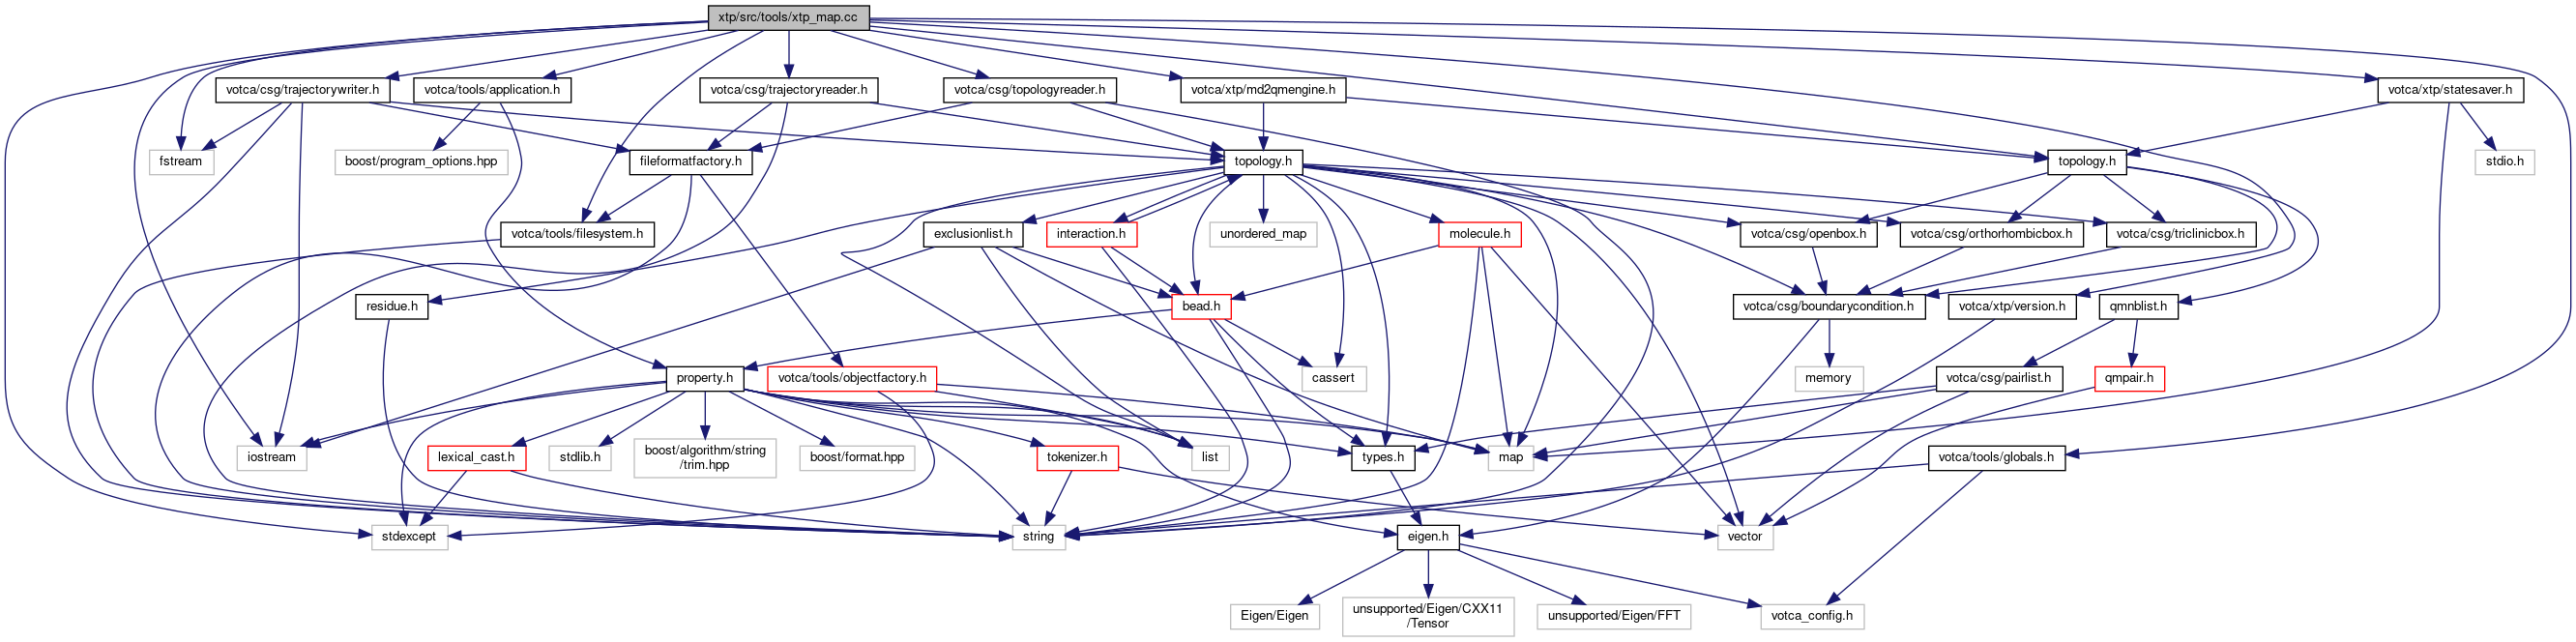 xtp/src/tools/xtp_map.cc
votca/csg/trajectorywriter.h
votca/tools/application.h
votca/csg/trajectoryreader.h
votca/csg/topologyreader.h
votca/xtp/md2qmengine.h
votca/xtp/statesaver.h
fstream
boost/program_options.hpp
fileformatfactory.h
topology.h
topology.h
stdio.h
votca/tools/filesystem.h
exclusionlist.h
interaction.h
unordered_map
molecule.h
votca/csg/openbox.h
votca/csg/orthorhombicbox.h
votca/csg/triclinicbox.h
residue.h
bead.h
votca/csg/boundarycondition.h
votca/xtp/version.h
qmnblist.h
property.h
votca/tools/objectfactory.h
cassert
memory
votca/csg/pairlist.h
qmpair.h
iostream
lexical_cast.h
stdlib.h
boost/algorithm/string
/trim.hpp
boost/format.hpp
tokenizer.h
list
types.h
map
votca/tools/globals.h
stdexcept
string
eigen.h
vector
Eigen/Eigen
unsupported/Eigen/CXX11
/Tensor
unsupported/Eigen/FFT
votca_config.h